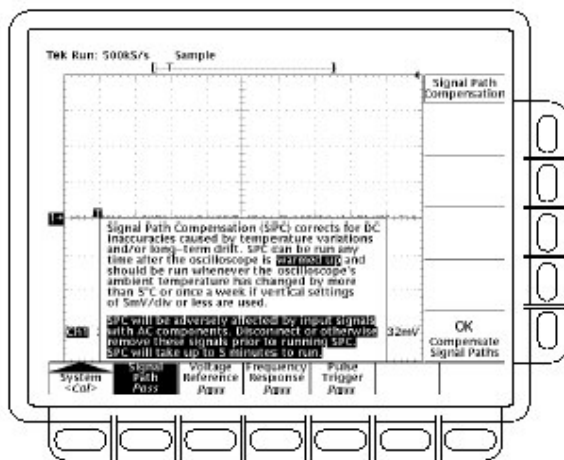 Tek Run: 500kS/s Sample
Signal Path
Compensation
Signal Path Compensation (SPC) corrects for DC
inaccuracies caused by temperature variations
and/or long-term drift. SPC can be run any
time after the oscilloscope is warmed up and
should be run whenever the oscilloscope's
ambient temperature has changed by more
than 5°C or once a week if vertical settings
of 5mV/div or less are used.
SPC will be adversely affected by input signals
with AC components. Disconnect or otherwise
remove these signals prior to running SPC.
SPC will take up to 5 minutes to run.
Ch1 32mV
OK
Compensate
Signal Paths
System
<Cal>
Signal
Path
Pass
Voltage
Reference
Pass
Frequency
Response
Pass
Pulse
Trigger
Pass